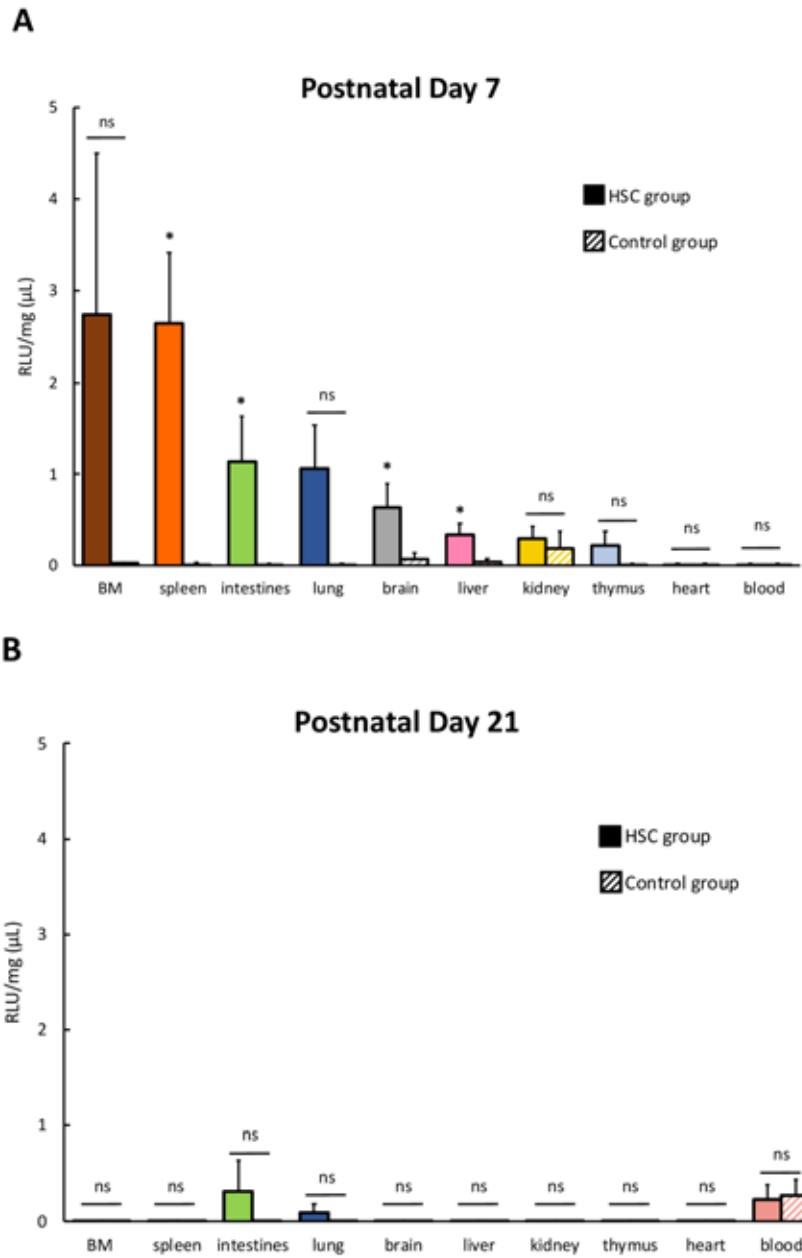 A
Postnatal Day 7
5
4
3
2
1
0
RLU/mg (µL)
ns
*
*
ns
*
*
ns
ns
ns
ns
HSC group
Control group
BM spleen intestines lung brain liver kidney thymus heart blood
B
Postnatal Day 21
5
4
3
2
1
0
RLU/mg (µL)
HSC group
Control group
ns ns ns ns ns ns ns ns ns ns
BM spleen intestines lung brain liver kidney thymus heart blood